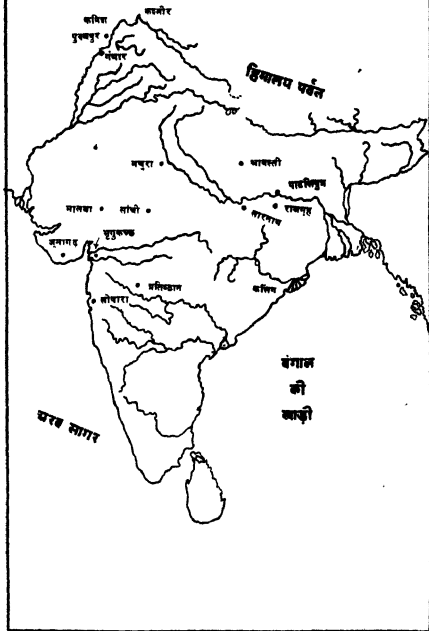 काश्मीर
कपिश
पुरुषपुर
गंधार
हिमालय पर्वत
मथुरा
श्रावस्ती
पाटलिपुत्र
मालवा
सांची
सारनाथ
राजगृह
भृगुकच्छ
जूनागढ़
प्रतिष्ठान
कलिंग
सोपारा
बंगाल
की
खाड़ी
अरब सागर